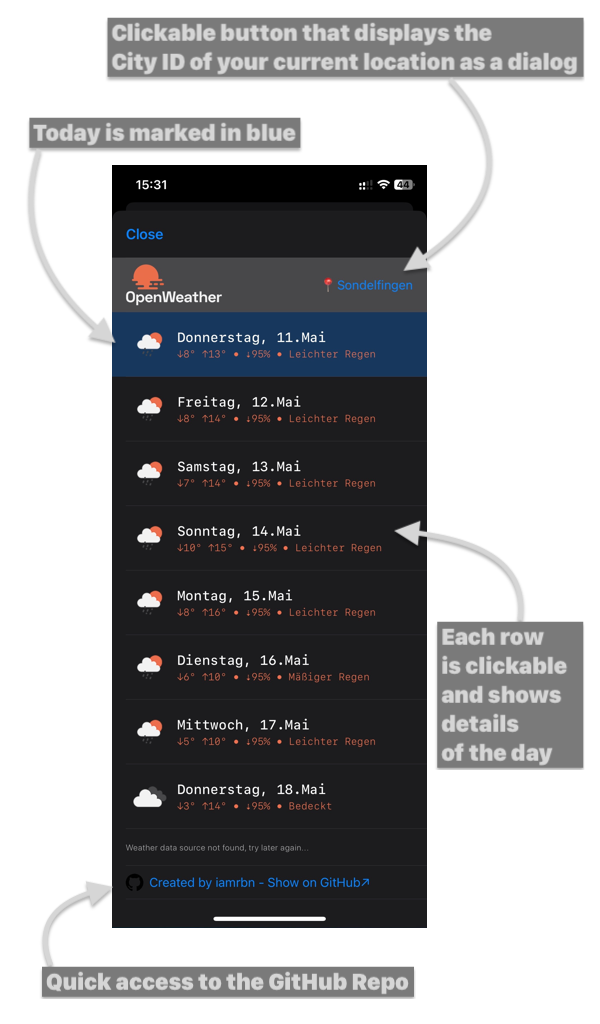 Clickable button that displays the
City ID of your current location as a dialog
Today is marked in blue
15:31
44
Close
OpenWeather
📍 Sondelfingen
Donnerstag, 11.Mai
↓8° ↑13° • ↓95% • Leichter Regen
Freitag, 12.Mai
↓8° ↑14° • ↓95% • Leichter Regen
Samstag, 13.Mai
↓7° ↑14° • ↓95% • Leichter Regen
Sonntag, 14.Mai
↓10° ↑15° • ↓95% • Leichter Regen
Montag, 15.Mai
↓8° ↑16° • ↓95% • Leichter Regen
Dienstag, 16.Mai
↓6° ↑10° • ↓95% • Mäßiger Regen
Mittwoch, 17.Mai
↓5° ↑10° • ↓95% • Leichter Regen
Donnerstag, 18.Mai
↓3° ↑14° • ↓95% • Bedeckt
Each row
is clickable
and shows
details
of the day
Weather data source not found, try later again...
Created by iamrbn - Show on GitHub↗
Quick access to the GitHub Repo